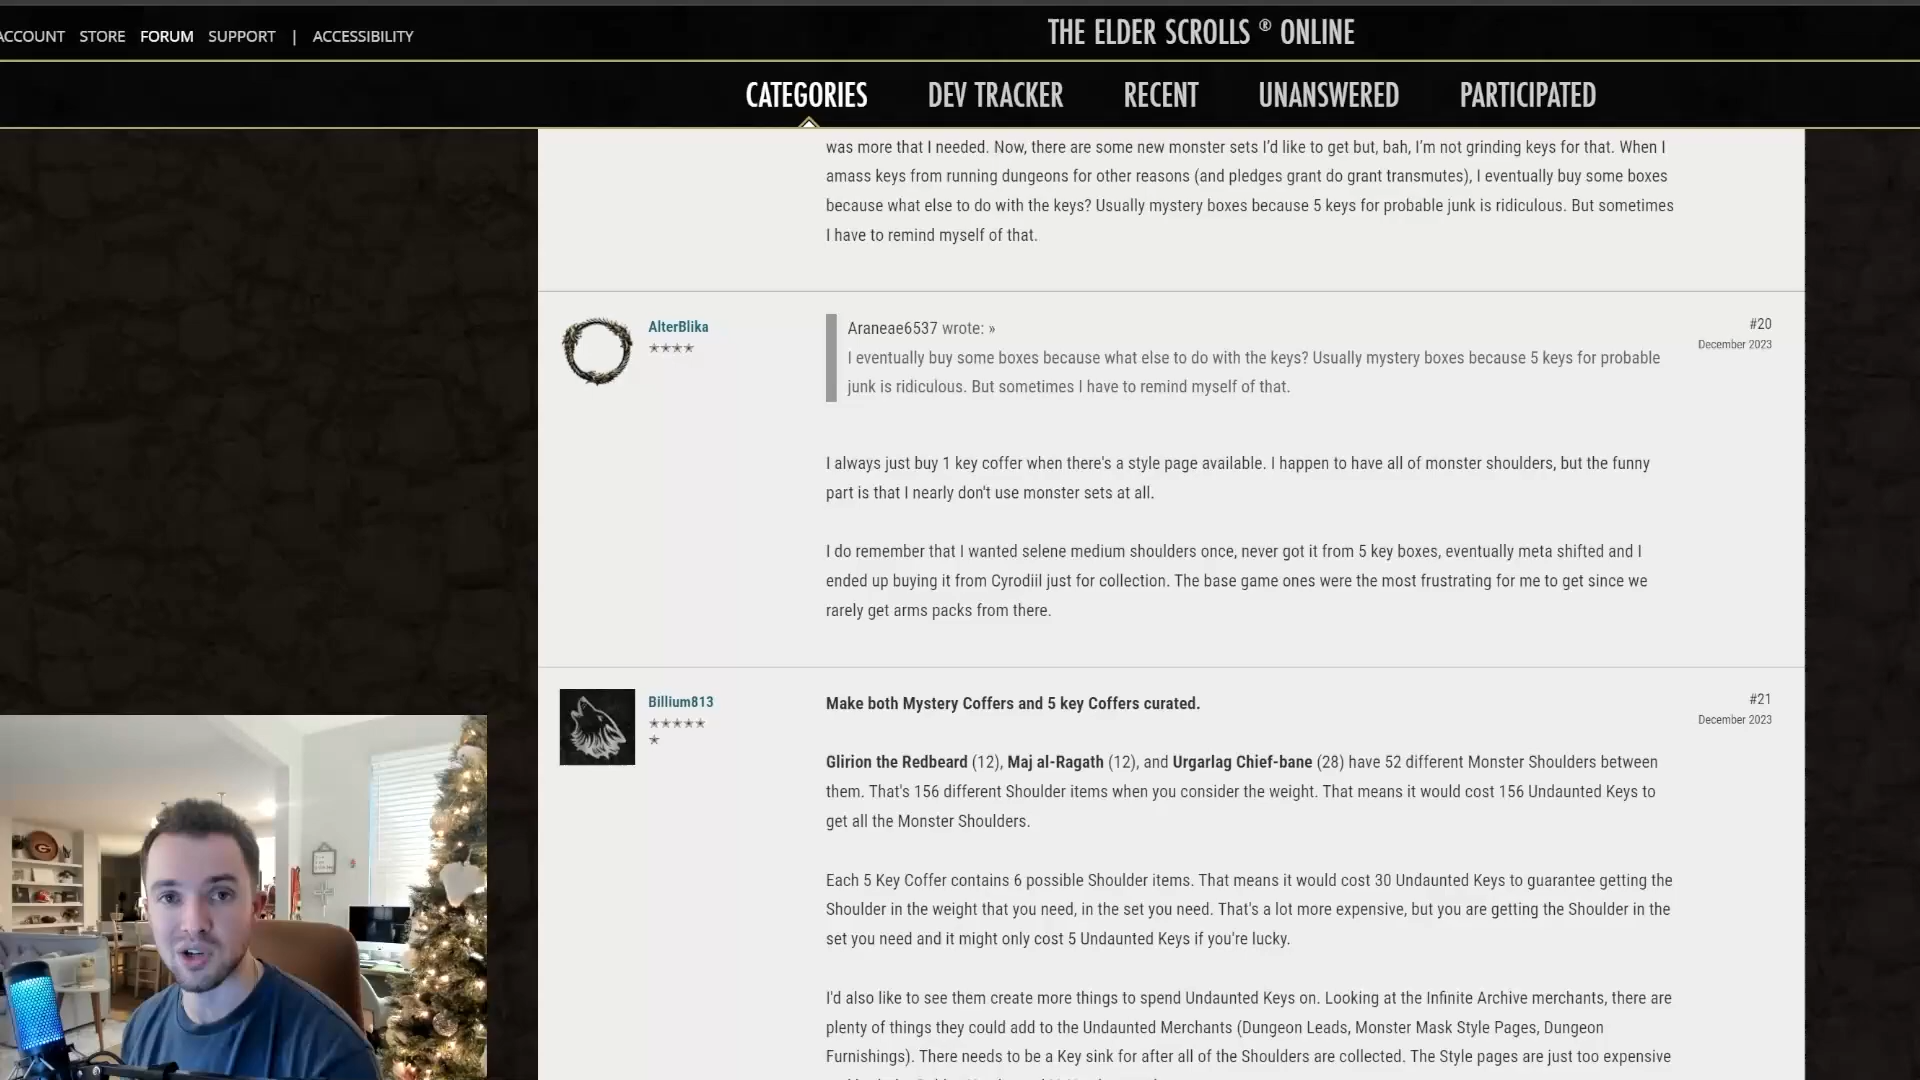 ACCOUNT STORE FORUM SUPPORT | ACCESSIBILITY
THE ELDER SCROLLS ® ONLINE
CATEGORIES DEV TRACKER RECENT UNANSWERED PARTICIPATED
was more that I needed. Now, there are some new monster sets I'd like to get but, bah, I'm not grinding keys for that. When I
amass keys from running dungeons for other reasons (and pledges grant do grant transmutes), I eventually buy some boxes
because what else to do with the keys? Usually mystery boxes because 5 keys for probable junk is ridiculous. But sometimes
I have to remind myself of that.
AlterBlika
Araneae6537 wrote: »
#20
December 2023
I eventually buy some boxes because what else to do with the keys? Usually mystery boxes because 5 keys for probable
junk is ridiculous. But sometimes I have to remind myself of that.
I always just buy 1 key coffer when there's a style page available. I happen to have all of monster shoulders, but the funny
part is that I nearly don't use monster sets at all.
I do remember that I wanted selene medium shoulders once, never got it from 5 key boxes, eventually meta shifted and I
ended up buying it from Cyrodiil just for collection. The base game ones were the most frustrating for me to get since we
rarely get arms packs from there.
Billium813
Make both Mystery Coffers and 5 key Coffers curated.
#21
December 2023
Glirion the Redbeard (12), Maj al-Ragath (12), and Urgarlag Chief-bane (28) have 52 different Monster Shoulders between
them. That's 156 different Shoulder items when you consider the weight. That means it would cost 156 Undaunted Keys to
get all the Monster Shoulders.
Each 5 Key Coffer contains 6 possible Shoulder items. That means it would cost 30 Undaunted Keys to guarantee getting the
Shoulder in the weight that you need, in the set you need. That's a lot more expensive, but you are getting the Shoulder in the
set you need and it might only cost 5 Undaunted Keys if you're lucky.
I'd also like to see them create more things to spend Undaunted Keys on. Looking at the Infinite Archive merchants, there are
plenty of things they could add to the Undaunted Merchants (Dungeon Leads, Monster Mask Style Pages, Dungeon
Furnishings). There needs to be a Key sink for after all of the Shoulders are collected. The Style pages are just too expensive